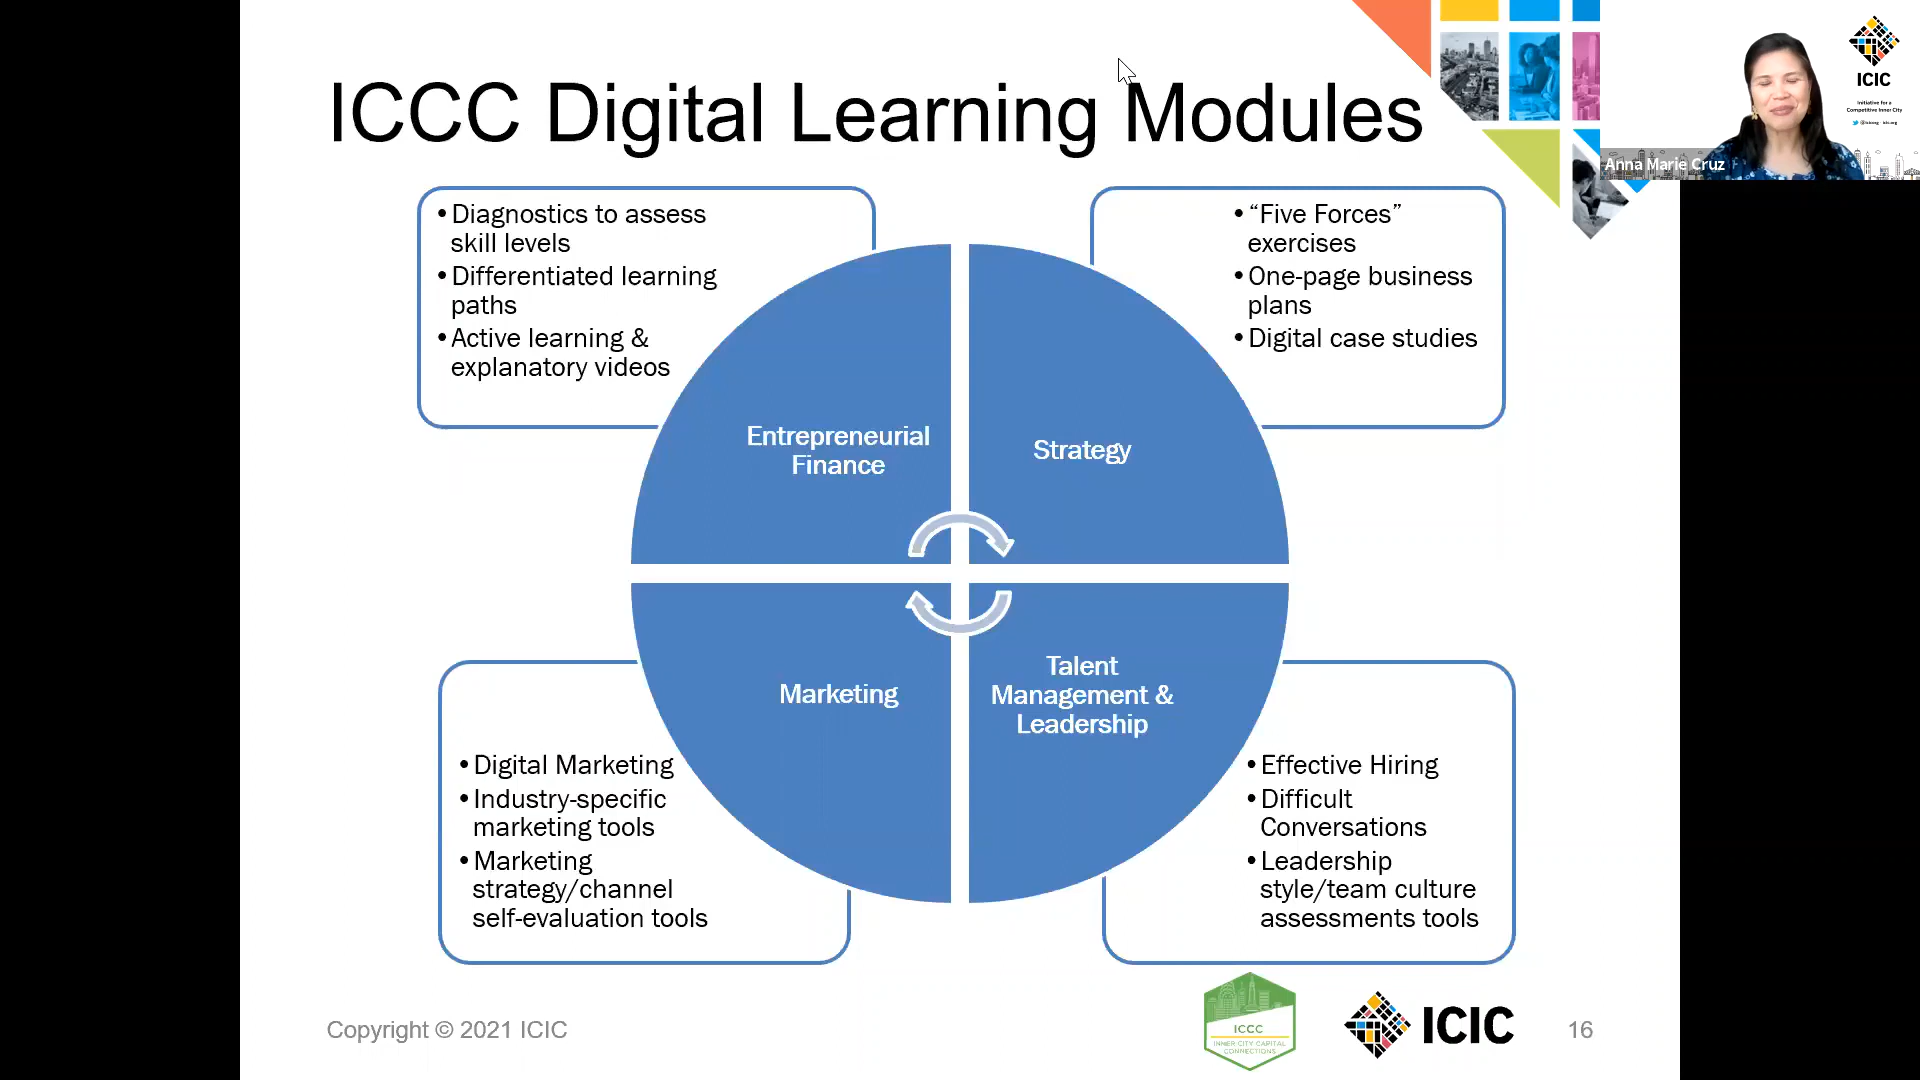 ICCC Digital Learning Modules
• Diagnostics to assess
skill levels
• Differentiated learning
paths
• Active learning &
explanatory videos
• “Five Forces”
exercises
• One-page business
plans
• Digital case studies
Entrepreneurial
Finance
Strategy
Marketing
Talent
Management &
Leadership
• Digital Marketing
• Industry-specific
marketing tools
• Marketing
strategy/channel
self-evaluation tools
• Effective Hiring
• Difficult
Conversations
• Leadership
style/team culture
assessments tools
Copyright © 2021 ICIC
ICCC
INNER CITY CAPITAL
CONNECTIONS
ICIC
16
Anna Marie Cruz
ICIC
Initiative for a
Competitive Inner City